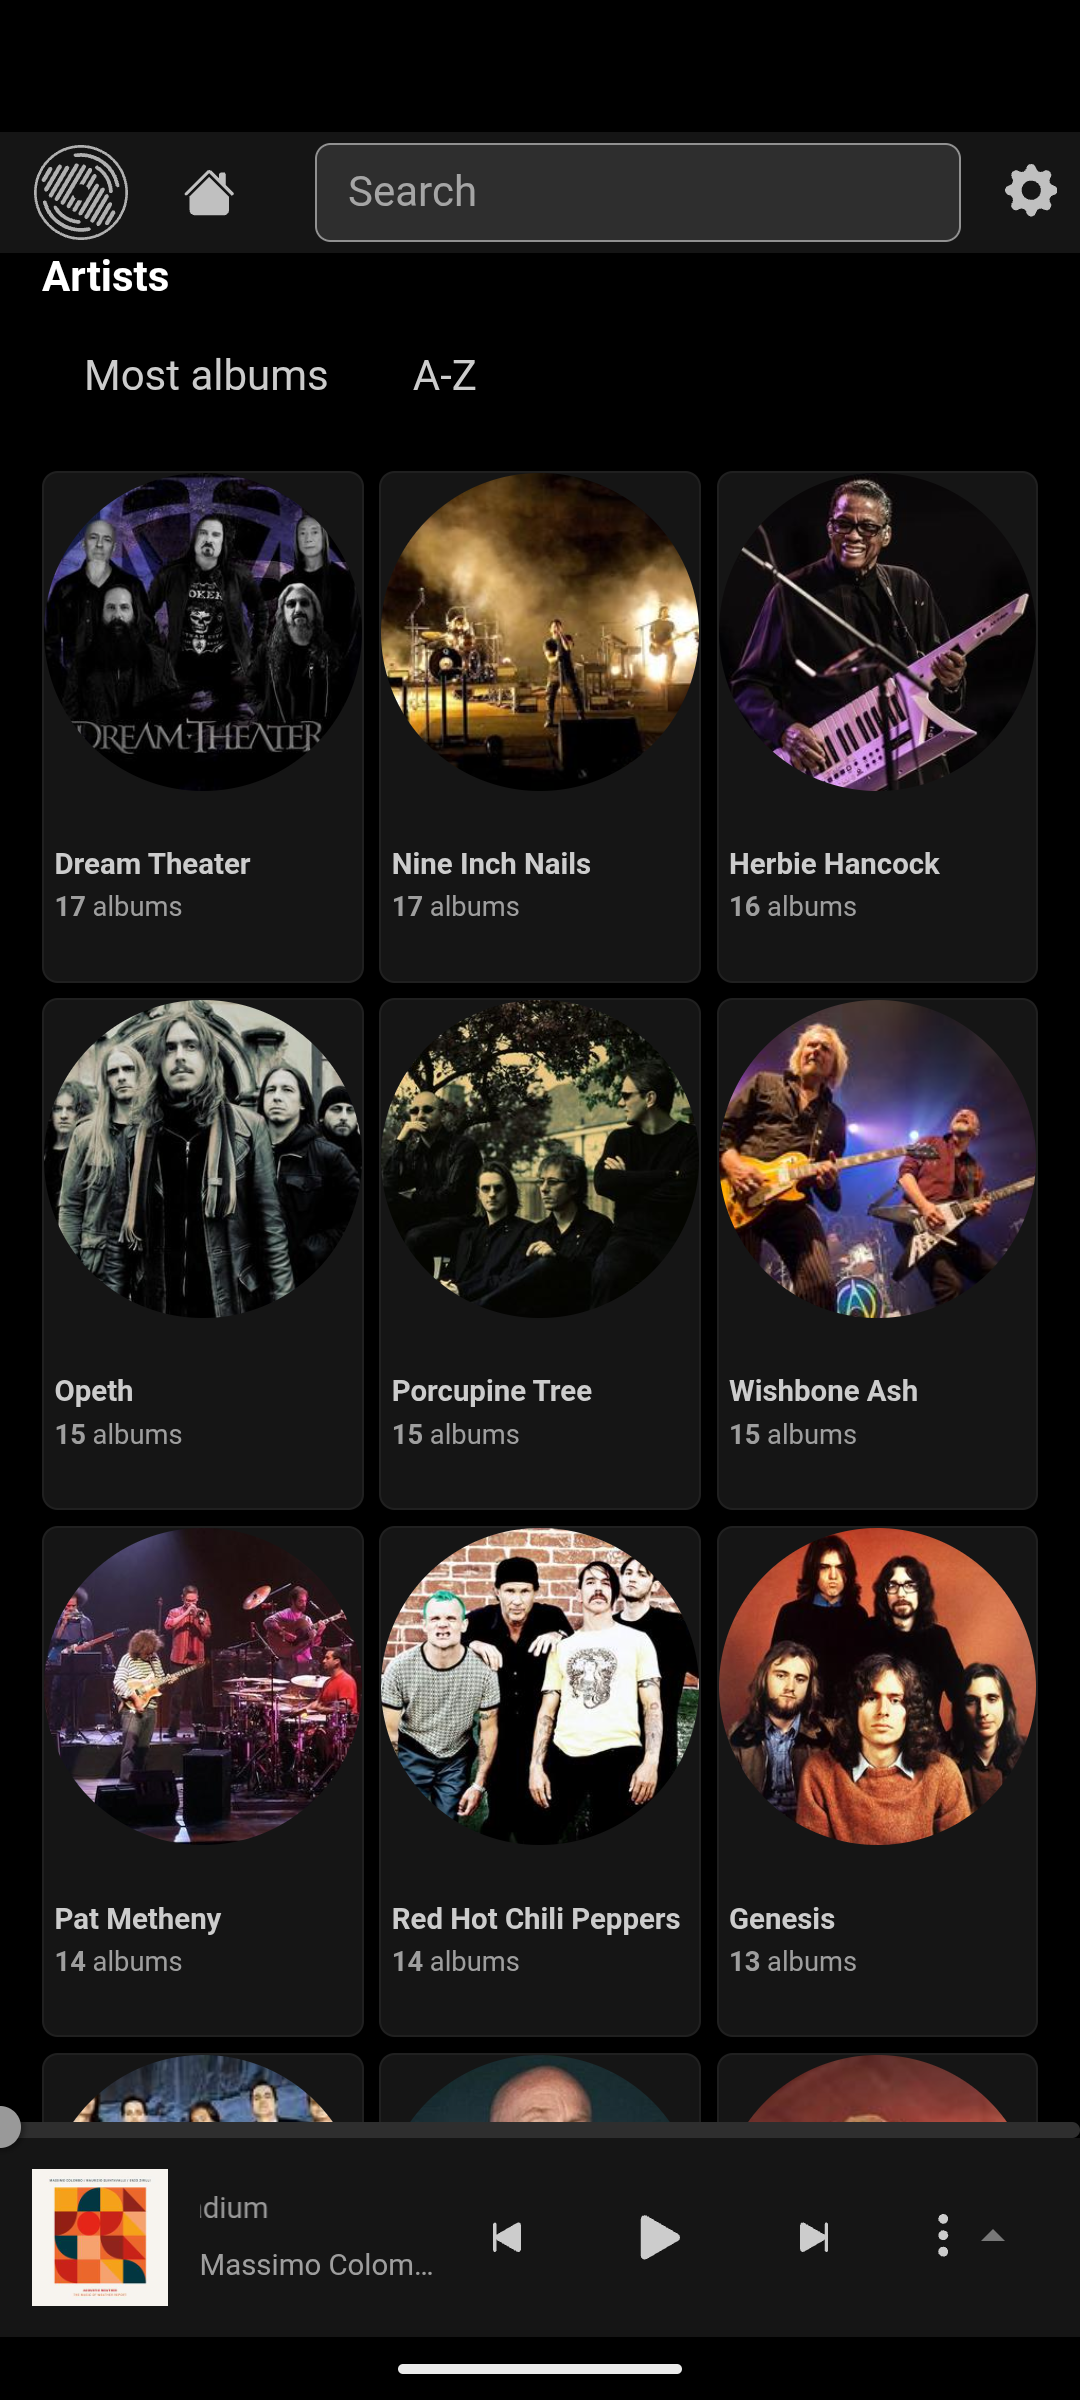 Search
Artists
Most albums
A-Z
DREAM THEATER
Dream Theater
17 albums
Nine Inch Nails
17 albums
Herbie Hancock
16 albums
Opeth
15 albums
Porcupine Tree
15 albums
Wishbone Ash
15 albums
Pat Metheny
14 albums
Red Hot Chili Peppers
14 albums
Genesis
13 albums
dium
Massimo Colom…